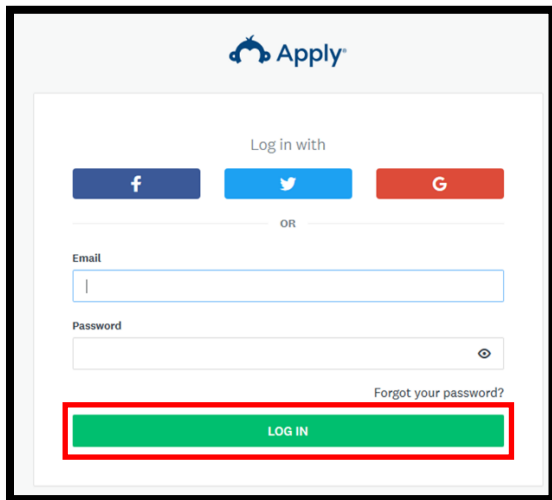 Apply
Log in with
f
G
OR
Email
Password
Forgot your password?
LOG IN